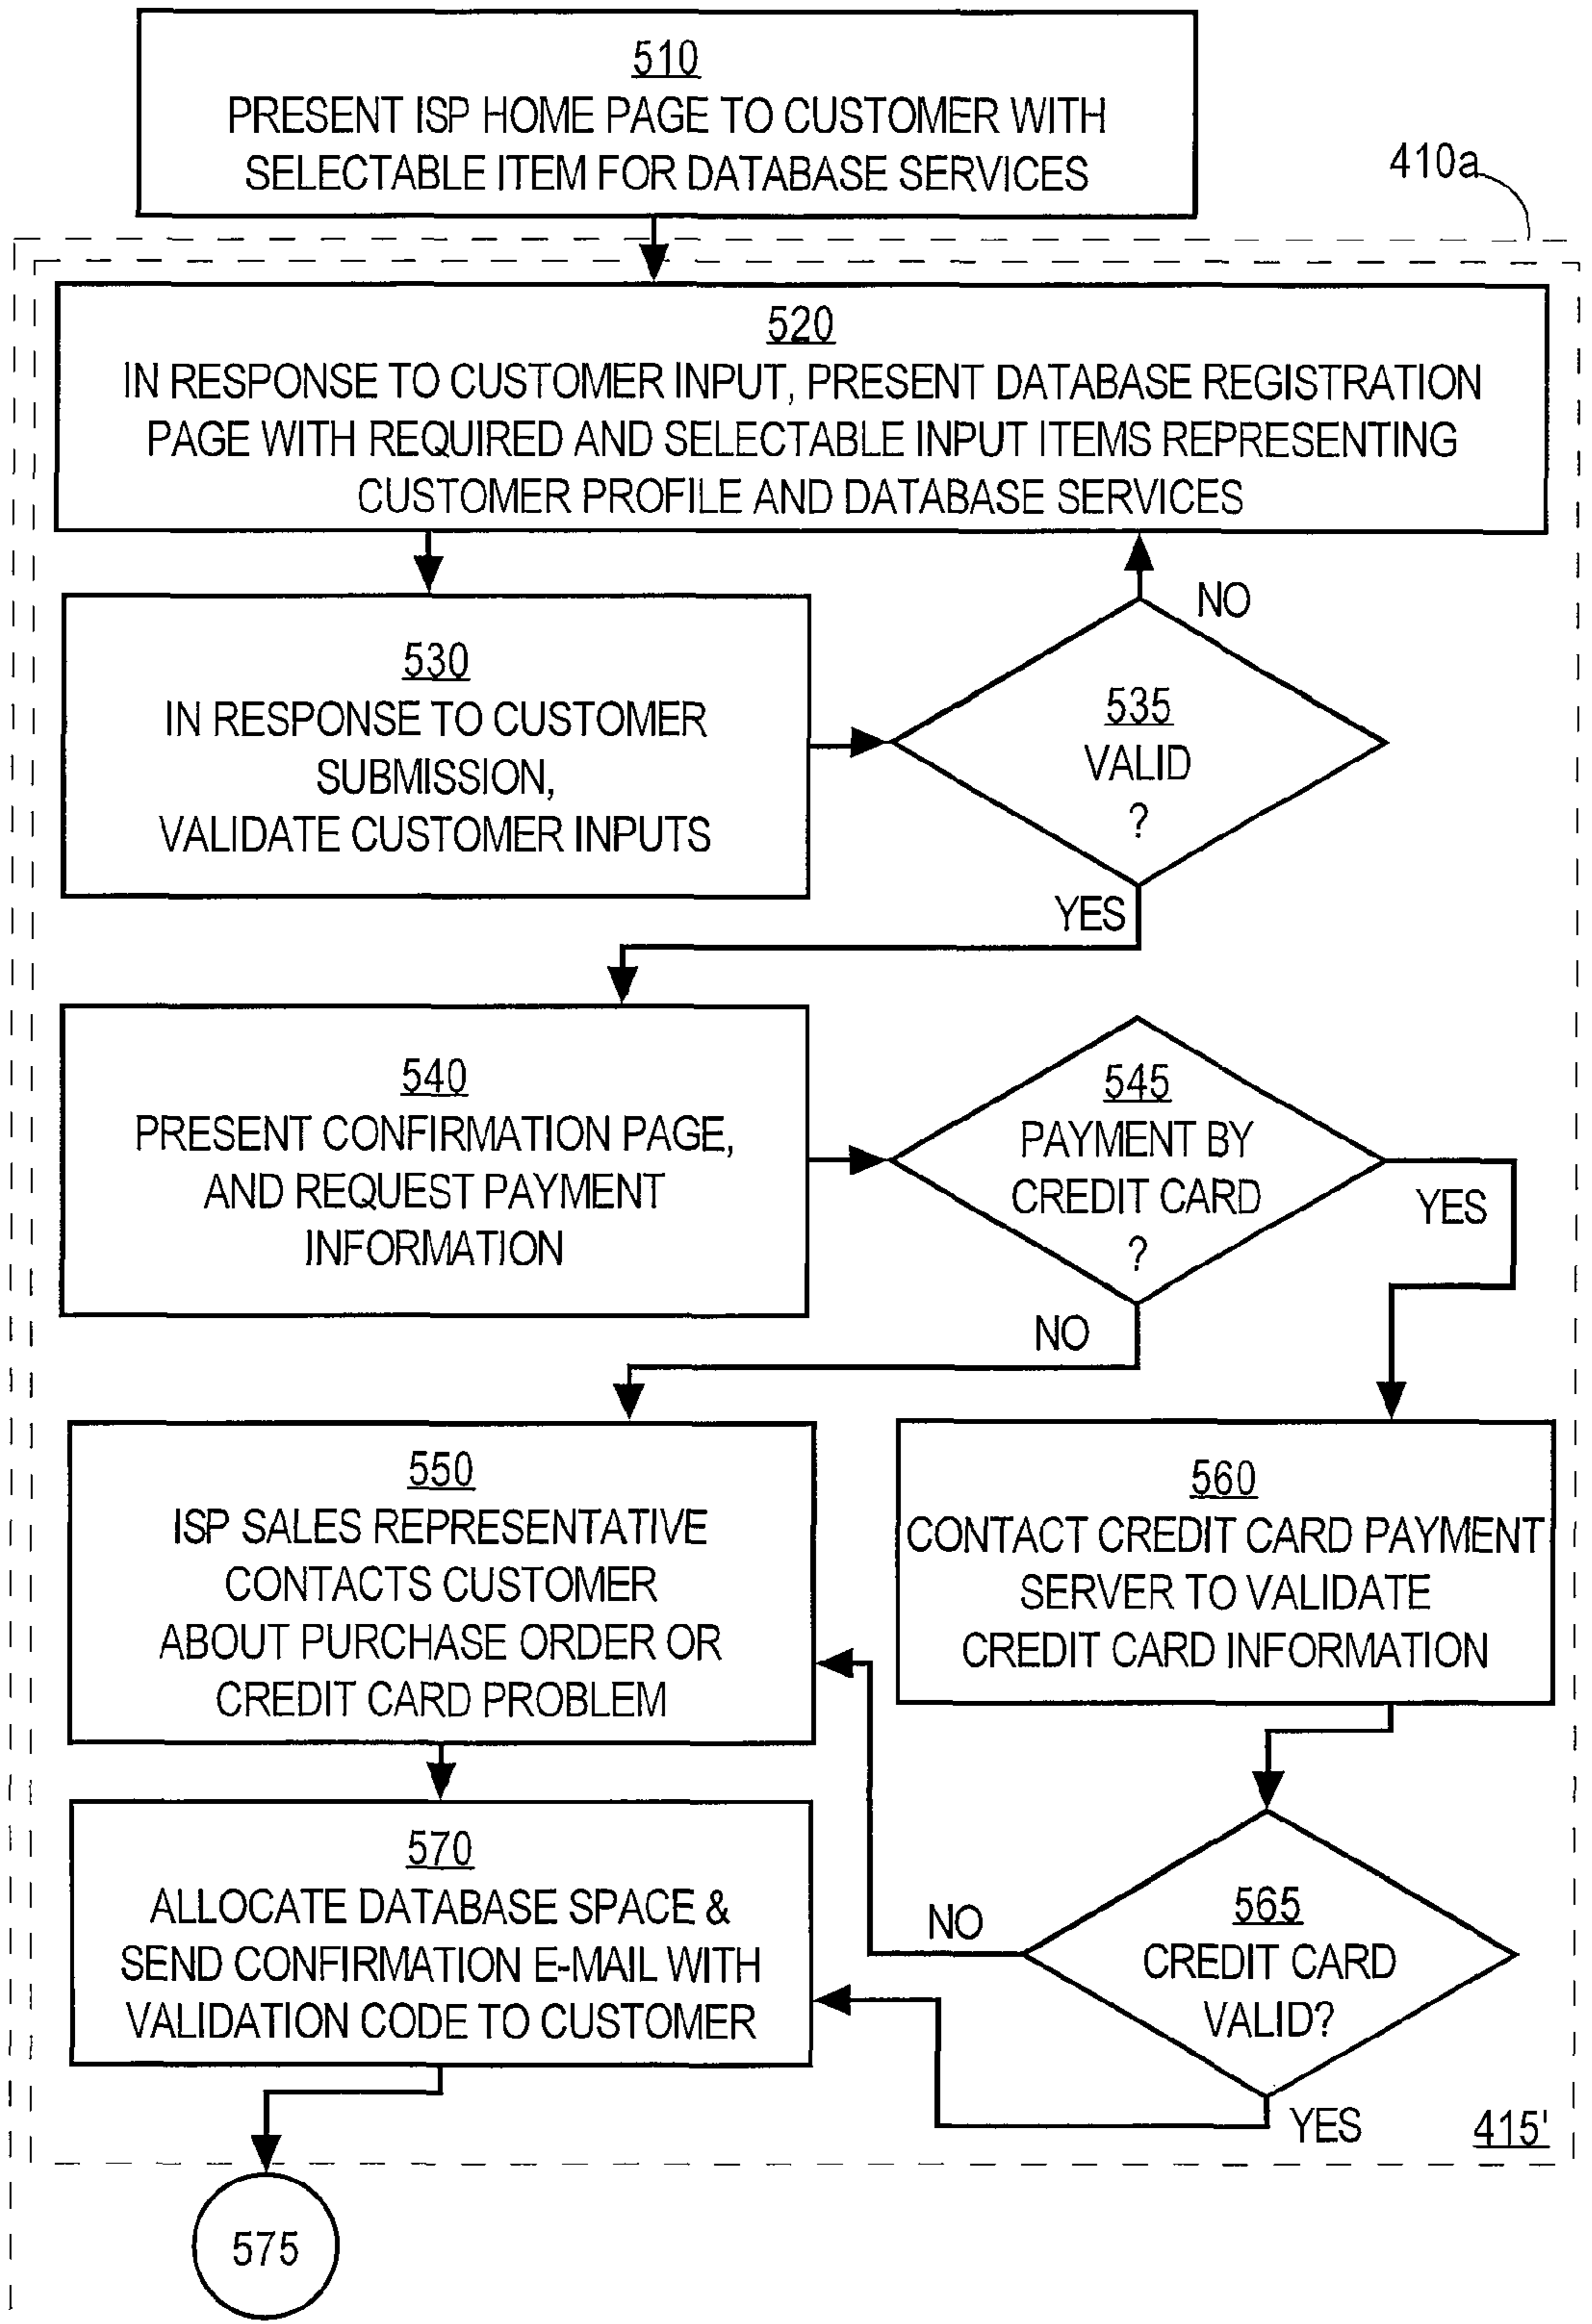 510
PRESENT ISP HOME PAGE TO CUSTOMER WITH
SELECTABLE ITEM FOR DATABASE SERVICES
410a
520
IN RESPONSE TO CUSTOMER INPUT, PRESENT DATABASE REGISTRATION
PAGE WITH REQUIRED AND SELECTABLE INPUT ITEMS REPRESENTING
CUSTOMER PROFILE AND DATABASE SERVICES
530
IN RESPONSE TO CUSTOMER
SUBMISSION,
VALIDATE CUSTOMER INPUTS
NO
535
VALID
?
YES
540
PRESENT CONFIRMATION PAGE,
AND REQUEST PAYMENT
INFORMATION
545
PAYMENT BY
CREDIT CARD
?
YES
NO
550
ISP SALES REPRESENTATIVE
CONTACTS CUSTOMER
ABOUT PURCHASE ORDER OR
CREDIT CARD PROBLEM
560
CONTACT CREDIT CARD PAYMENT
SERVER TO VALIDATE
CREDIT CARD INFORMATION
570
ALLOCATE DATABASE SPACE &
SEND CONFIRMATION E-MAIL WITH
VALIDATION CODE TO CUSTOMER
NO
565
CREDIT CARD
VALID?
YES
415'
575